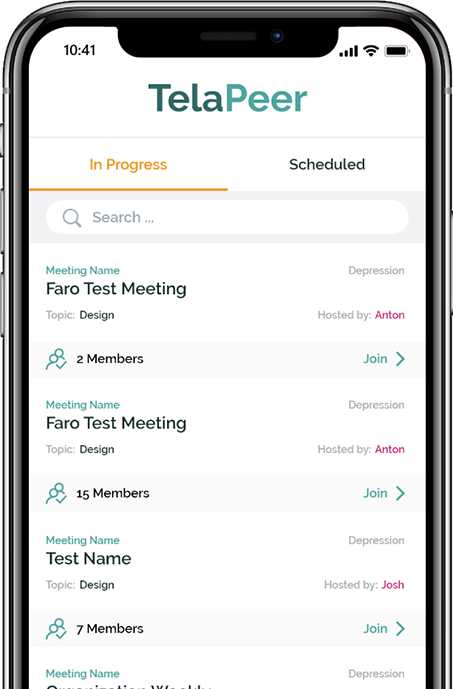 10:41
TelaPeer
In Progress Scheduled
Search ...
Meeting Name Depression
Faro Test Meeting
Topic: Design Hosted by: Anton
2 Members Join
Meeting Name Depression
Faro Test Meeting
Topic: Design Hosted by: Anton
15 Members Join
Meeting Name Depression
Test Name
Topic: Design Hosted by: Josh
7 Members Join
Meeting Name Depression
Organization Weekly